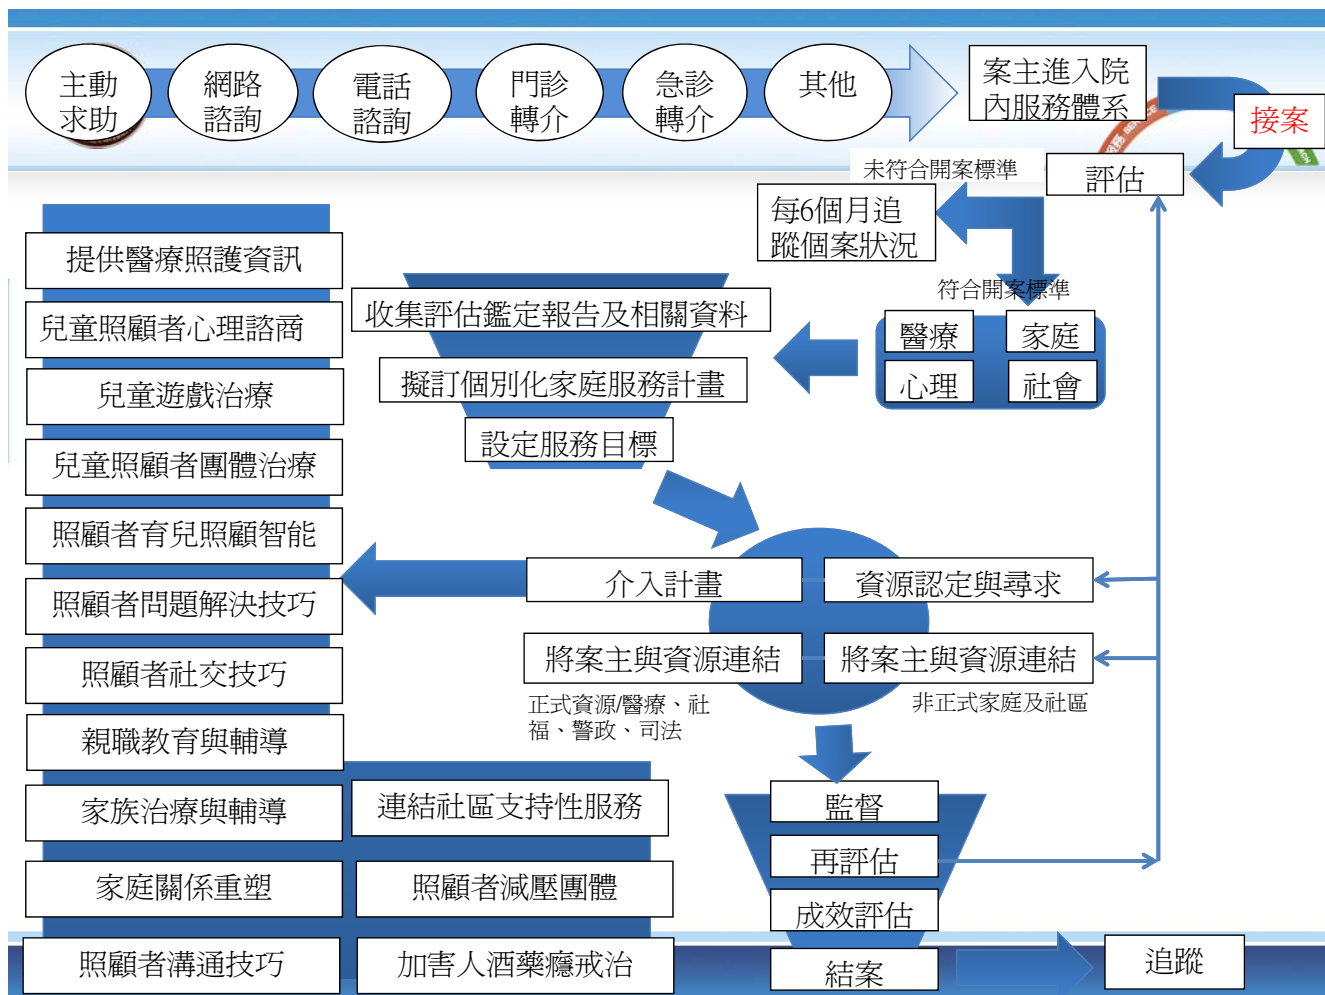 主動
求助
網路
諮詢
電話
諮詢
門診
轉介
急診
轉介
其他
案主進入院
內服務體系
接案
評估
未符合開案標準
每6個月追
蹤個案狀況
符合開案標準
醫療
家庭
心理
社會
收集評估鑑定報告及相關資料
擬訂個別化家庭服務計畫
設定服務目標
介入計畫
資源認定與尋求
將案主與資源連結
將案主與資源連結
正式資源/醫療、社
福、警政、司法
非正式家庭及社區
監督
再評估
成效評估
結案
追蹤
提供醫療照護資訊
兒童照顧者心理諮商
兒童遊戲治療
兒童照顧者團體治療
照顧者育兒照顧智能
照顧者問題解決技巧
照顧者社交技巧
親職教育與輔導
家族治療與輔導
連結社區支持性服務
家庭關係重塑
照顧者減壓團體
照顧者溝通技巧
加害人酒藥癮戒治